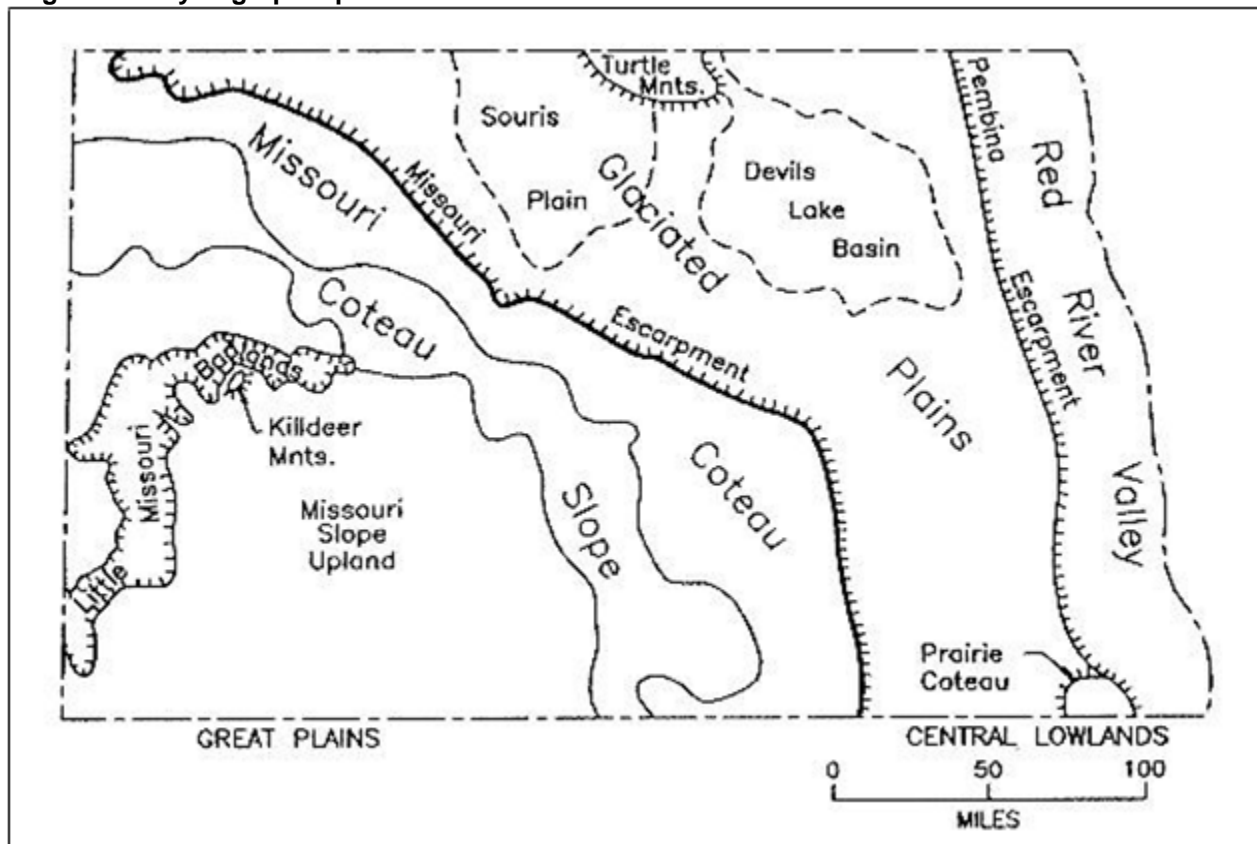 Turtle
Mnts.
Souris
Plain
Devils
Lake
Basin
Glaciated
Plains
Pembina
Escarpment
Red
River
Valley
Missouri
Coteau
Missouri
Escarpment
Coteau
Slope
Little
Missouri
Badlands
Killdeer
Mnts.
Missouri
Slope
Upland
Prairie
Coteau
GREAT PLAINS
CENTRAL LOWLANDS
0 50 100
MILES